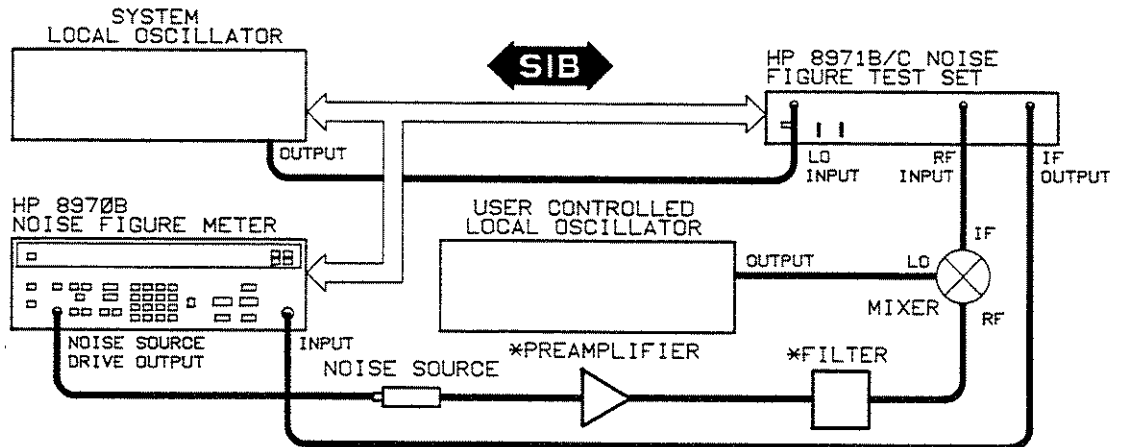 SYSTEM
LOCAL OSCILLATOR
SIB
HP 8971B/C NOISE
FIGURE TEST SET
OUTPUT
LO
INPUT
RF
INPUT
IF
OUTPUT
HP 8970B
NOISE FIGURE METER
USER CONTROLLED
LOCAL OSCILLATOR
OUTPUT
LO
IF
MIXER
RF
NOISE SOURCE
DRIVE OUTPUT
INPUT
NOISE SOURCE
*PREAMPLIFIER
*FILTER